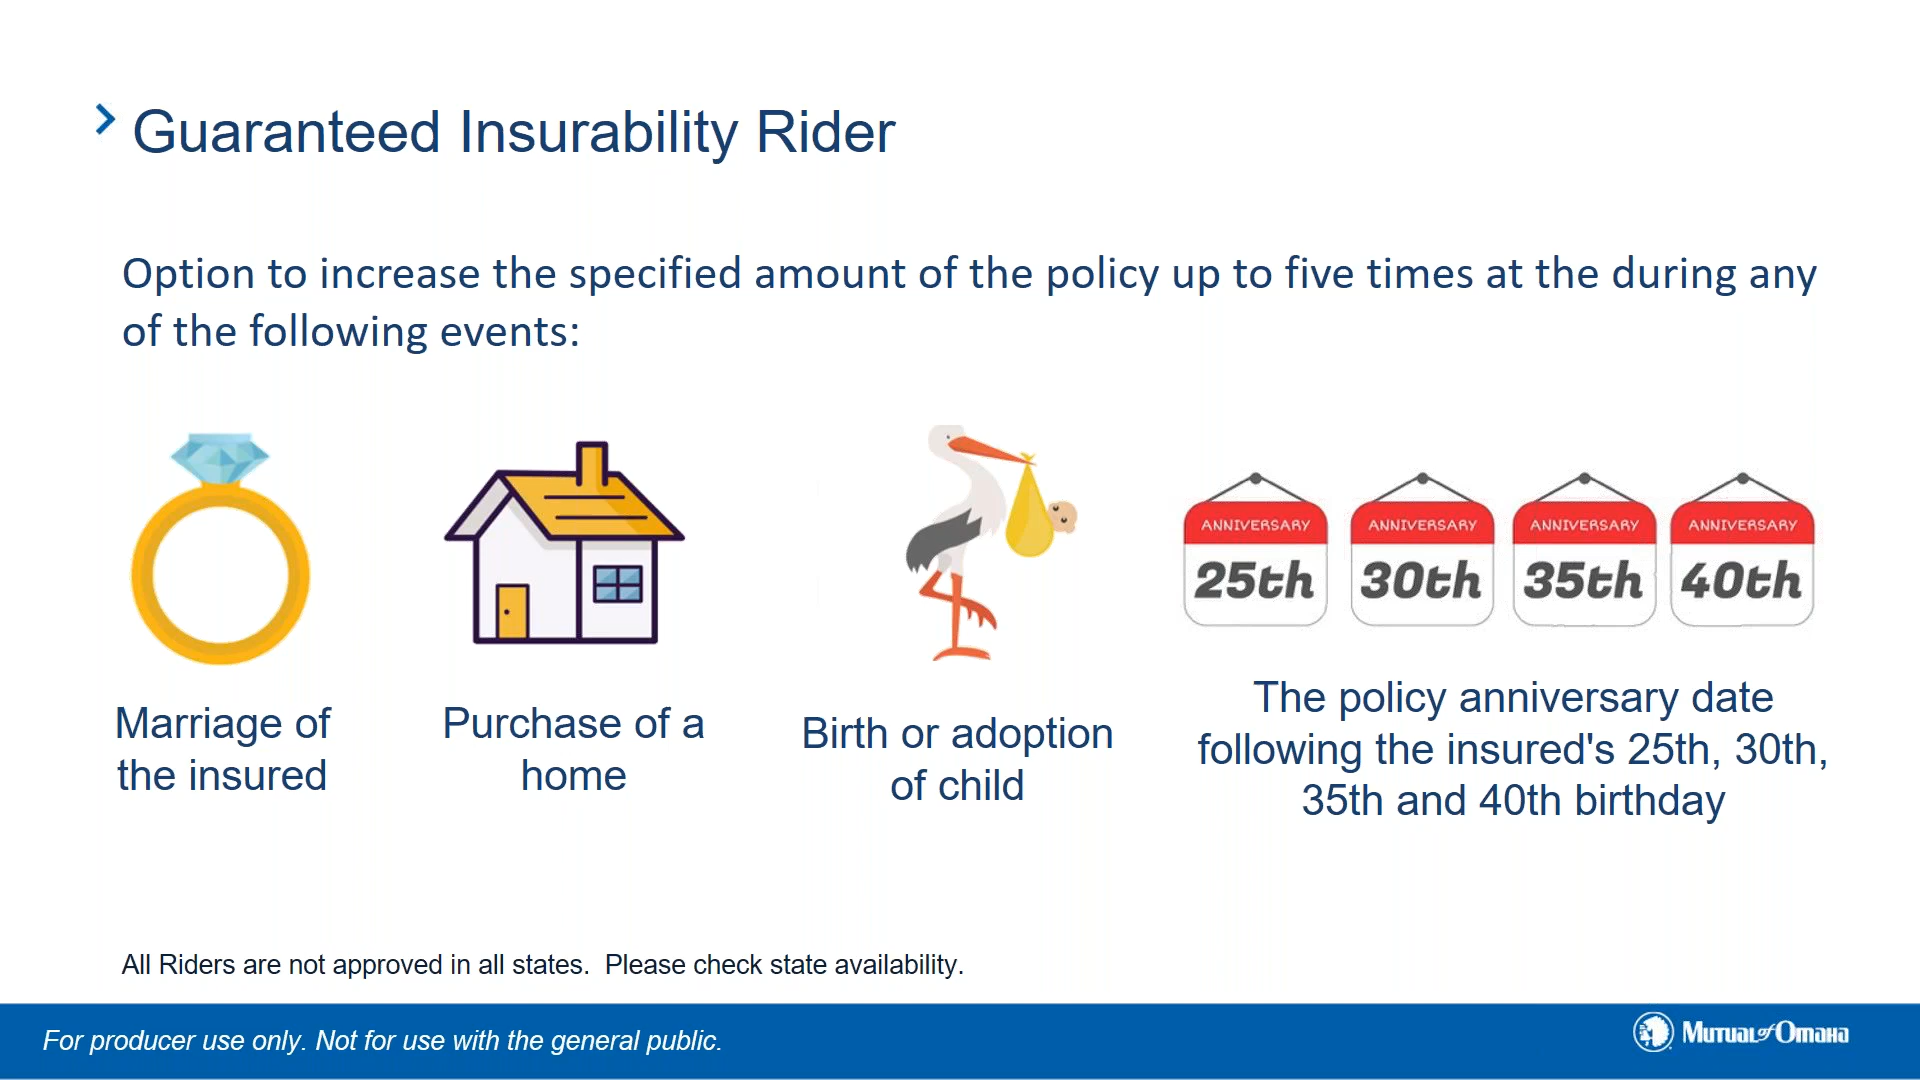 Guaranteed Insurability Rider
Option to increase the specified amount of the policy up to five times at the during any
of the following events:
ANNIVERSARY ANNIVERSARY ANNIVERSARY ANNIVERSARY
25th 30th 35th 40th
Marriage of
the insured
Purchase of a
home
Birth or adoption
of child
The policy anniversary date
following the insured's 25th, 30th,
35th and 40th birthday
All Riders are not approved in all states.  Please check state availability.
For producer use only. Not for use with the general public.
Mutual of Omaha